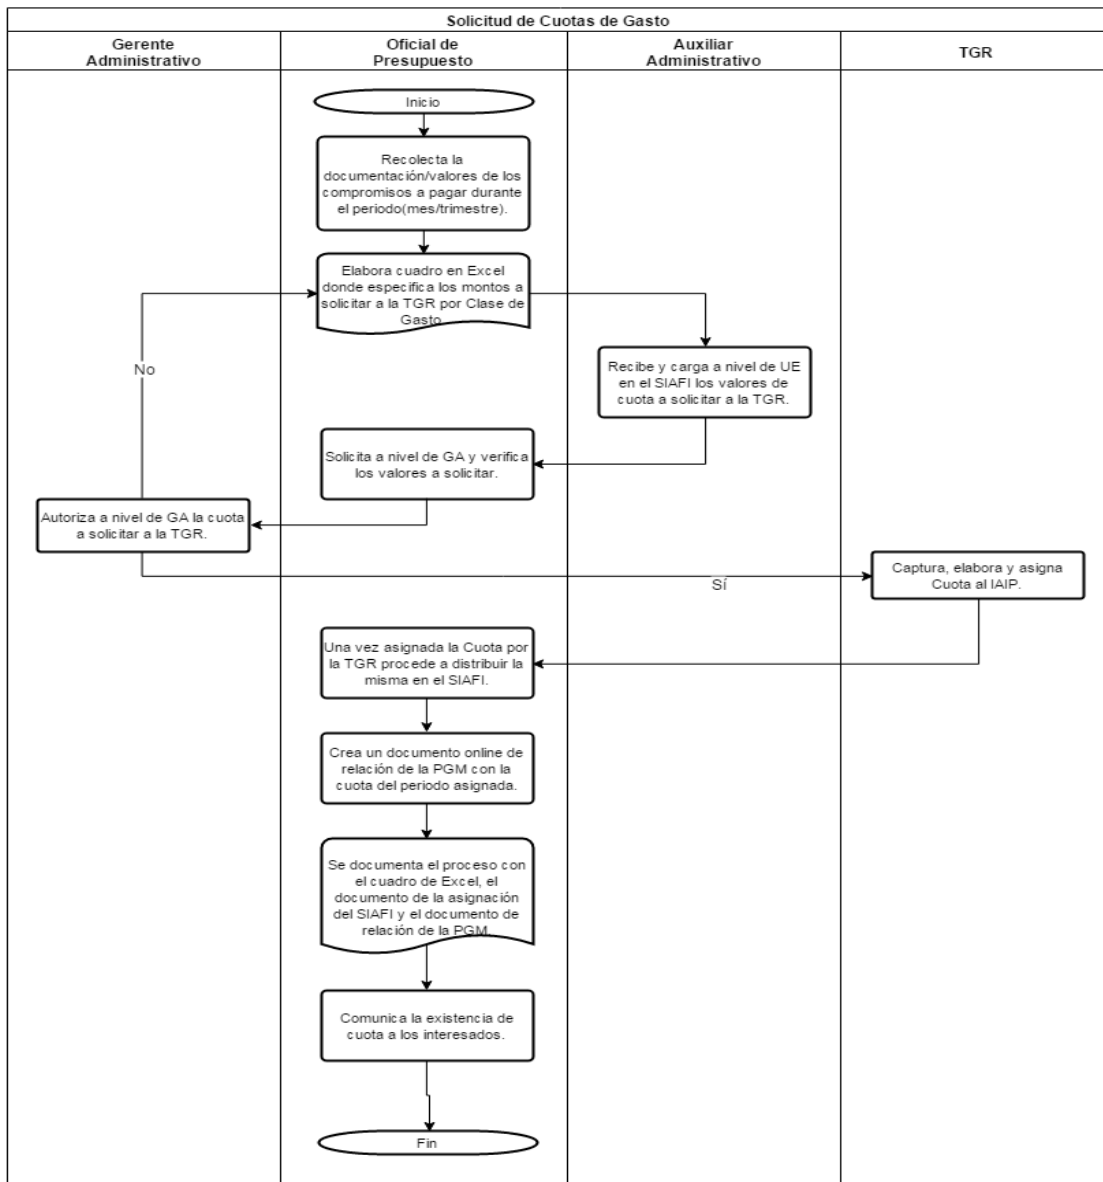 Solicitud de Cuotas de Gasto
Gerente
Administrativo
Oficial de
Presupuesto
Auxiliar
Administrativo
TGR
Inicio
Recolecta la
documentación/valores de los
compromisos a pagar durante
el periodo(mes/trimestre).
Elabora cuadro en Excel
donde especifica los montos a
solicitar a la TGR por Clase de
Gasto
No
Recibe y carga a nivel de UE
en el SIAFI los valores de
cuota a solicitar a la TGR.
Solicita a nivel de GA y verifica
los valores a solicitar.
Autoriza a nivel de GA la cuota
a solicitar a la TGR.
Sí
Captura, elabora y asigna
Cuota al IAIP.
Una vez asignada la Cuota por
la TGR procede a distribuir la
misma en el SIAFI.
Crea un documento online de
relación de la PGM con la
cuota del periodo asignada.
Se documenta el proceso con
el cuadro de Excel, el
documento de la asignación
del SIAFI y el documento de
relación de la PGM.
Comunica la existencia de
cuota a los interesados.
Fin